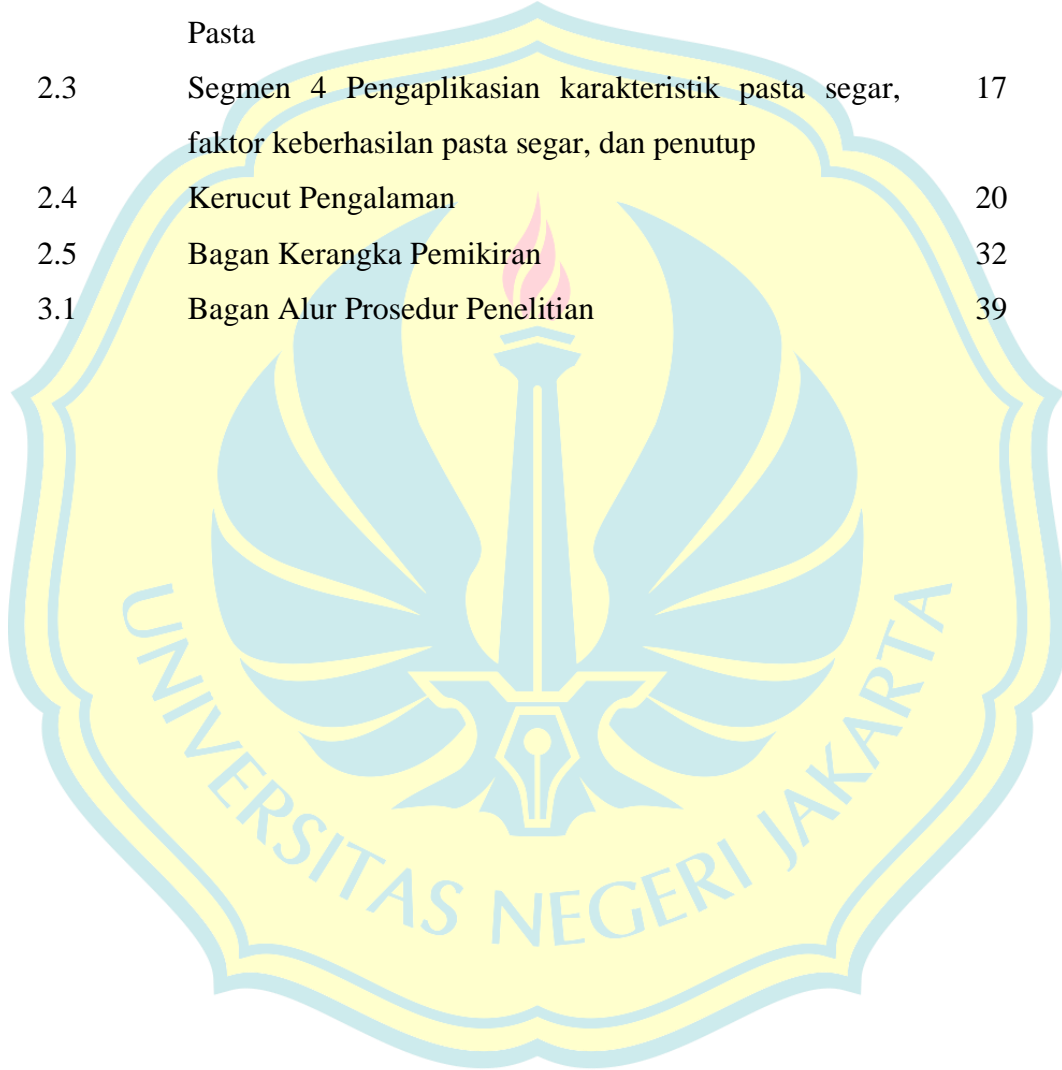 Pasta
2.3 Segmen 4 Pengaplikasian karakteristik pasta segar, 17
faktor keberhasilan pasta segar, dan penutup
2.4 Kerucut Pengalaman 20
2.5 Bagan Kerangka Pemikiran 32
3.1 Bagan Alur Prosedur Penelitian 39
UNIVERSITAS NEGERI JAKARTA